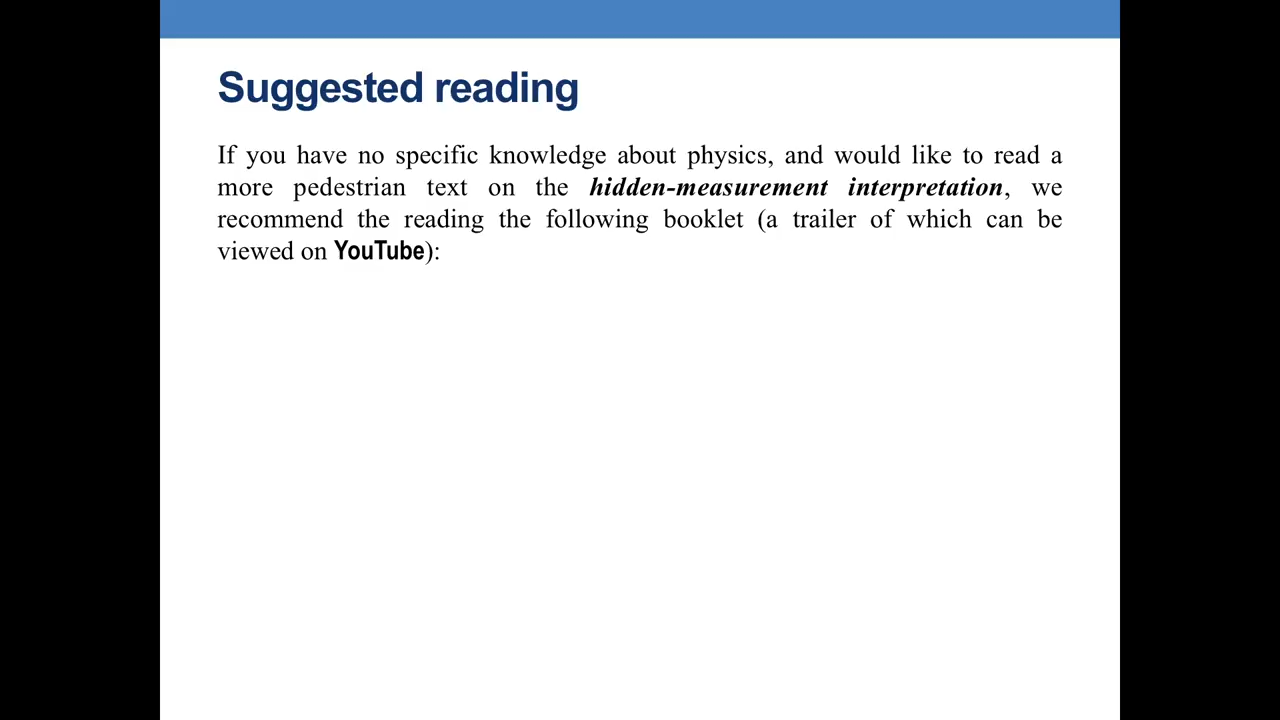 Suggested reading
If you have no specific knowledge about physics, and would like to read a
more pedestrian text on the hidden-measurement interpretation, we
recommend the reading the following booklet (a trailer of which can be
viewed on YouTube):